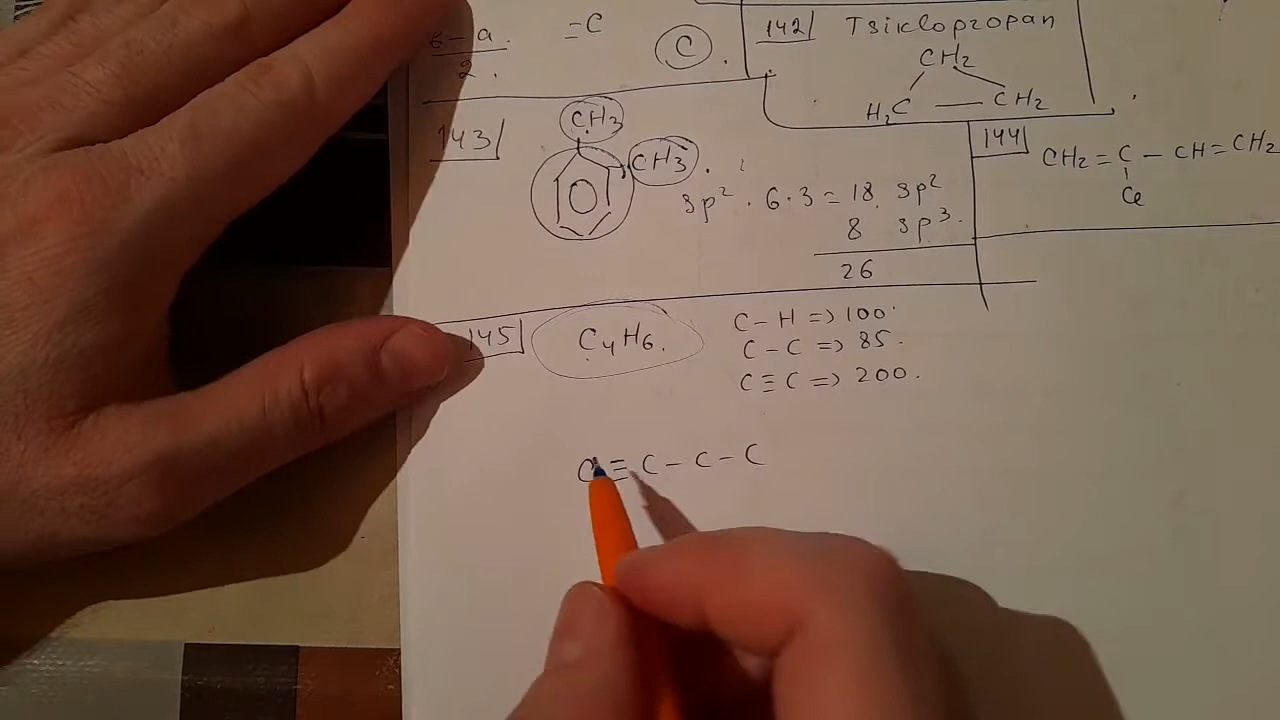 =C
2.
C .
142 Tsiklopropan
CH2
H2C — CH2
143
CH3
CH3 .
sp² . 6·3 = 18 sp²
8 sp³.
26
144
CH2=C — CH=CH2
Cl
145 C4H6.
C – H => 100
C – C => 85.
C ≡ C => 200.
C ≡ C – C – C